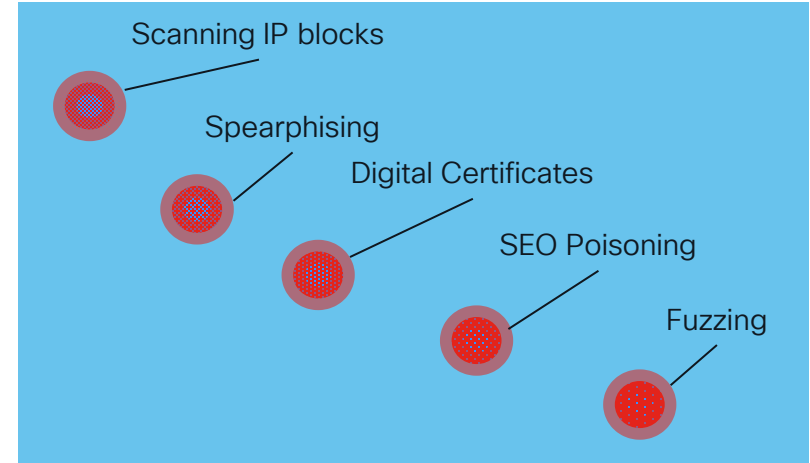 Scanning IP blocks
Spearphising
Digital Certificates
SEO Poisoning
Fuzzing